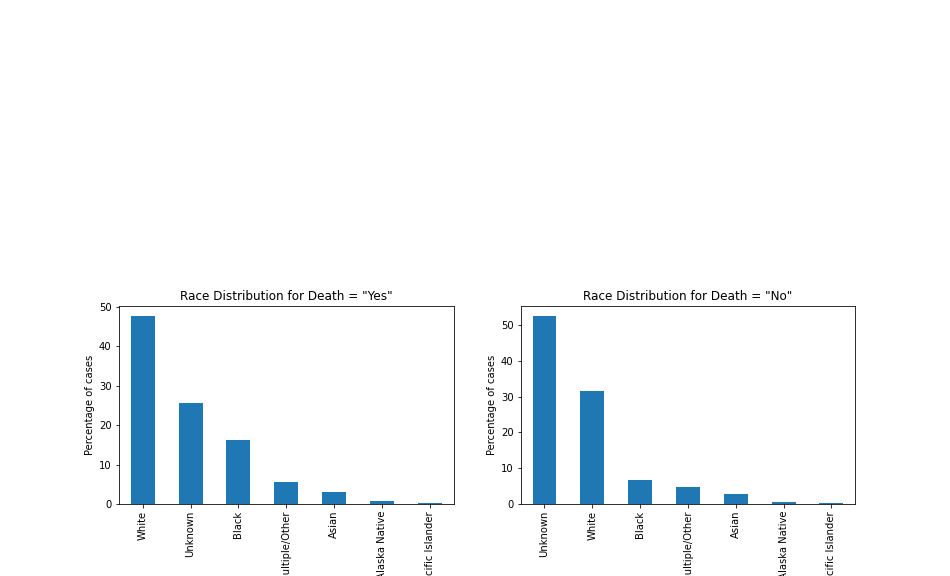 Race Distribution for Death = "Yes"
Percentage of cases
50
40
30
20
10
0
White
Unknown
Black
ultiple/Other
Asian
Alaska Native
cific Islander
Race Distribution for Death = "No"
Percentage of cases
50
40
30
20
10
0
Unknown
White
Black
ultiple/Other
Asian
Alaska Native
cific Islander